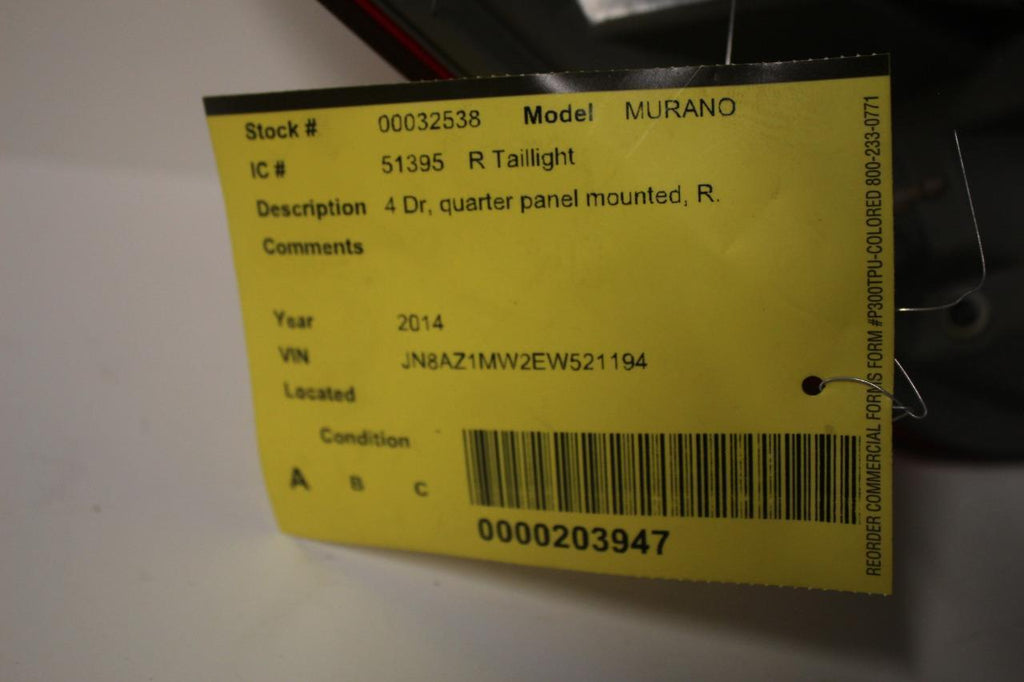 Stock # 00032538 Model MURANO
IC # 51395 R Taillight
Description 4 Dr, quarter panel mounted, R.
Comments
Year 2014
VIN JN8AZ1MW2EW521194
Located
Condition
A B C
0000203947
REORDER COMMERCIAL FORMS FORM #P300TPU-COLORED 800-233-0771